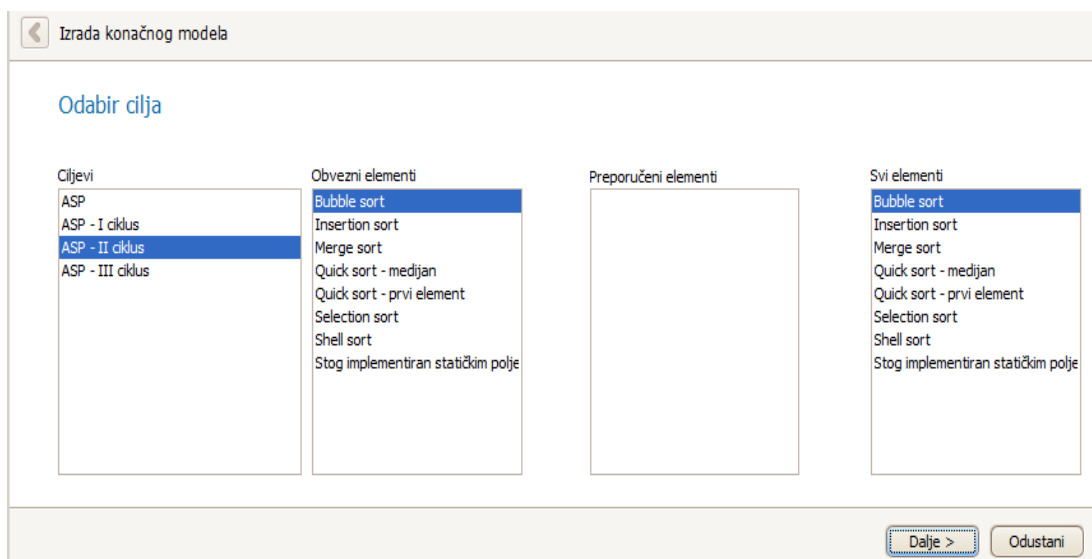 Izrada konačnog modela
Odabir cilja
Ciljevi
ASP
ASP - I ciklus
ASP - II ciklus
ASP - III ciklus
Obvezni elementi
Bubble sort
Insertion sort
Merge sort
Quick sort - medijan
Quick sort - prvi element
Selection sort
Shell sort
Stog implementiran statičkim polje
Preporučeni elementi
Svi elementi
Bubble sort
Insertion sort
Merge sort
Quick sort - medijan
Quick sort - prvi element
Selection sort
Shell sort
Stog implementiran statičkim polje
Dalje >
Odustani